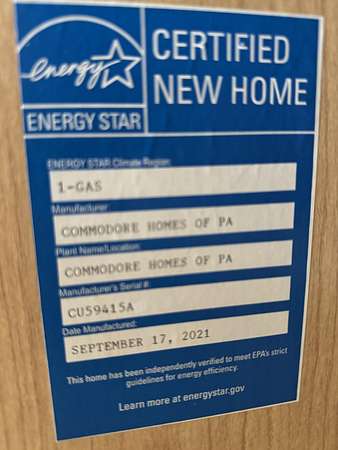 energy
ENERGY STAR
CERTIFIED
NEW HOME
ENERGY STAR Climate Region:
1-GAS
Manufacturer:
COMMODORE HOMES OF PA
Plant Name/Location:
COMMODORE HOMES OF PA
Manufacturer's Serial #:
CU59415A
Date Manufactured:
SEPTEMBER 17, 2021
This home has been independently verified to meet EPA's strict
guidelines for energy efficiency.
Learn more at energystar.gov